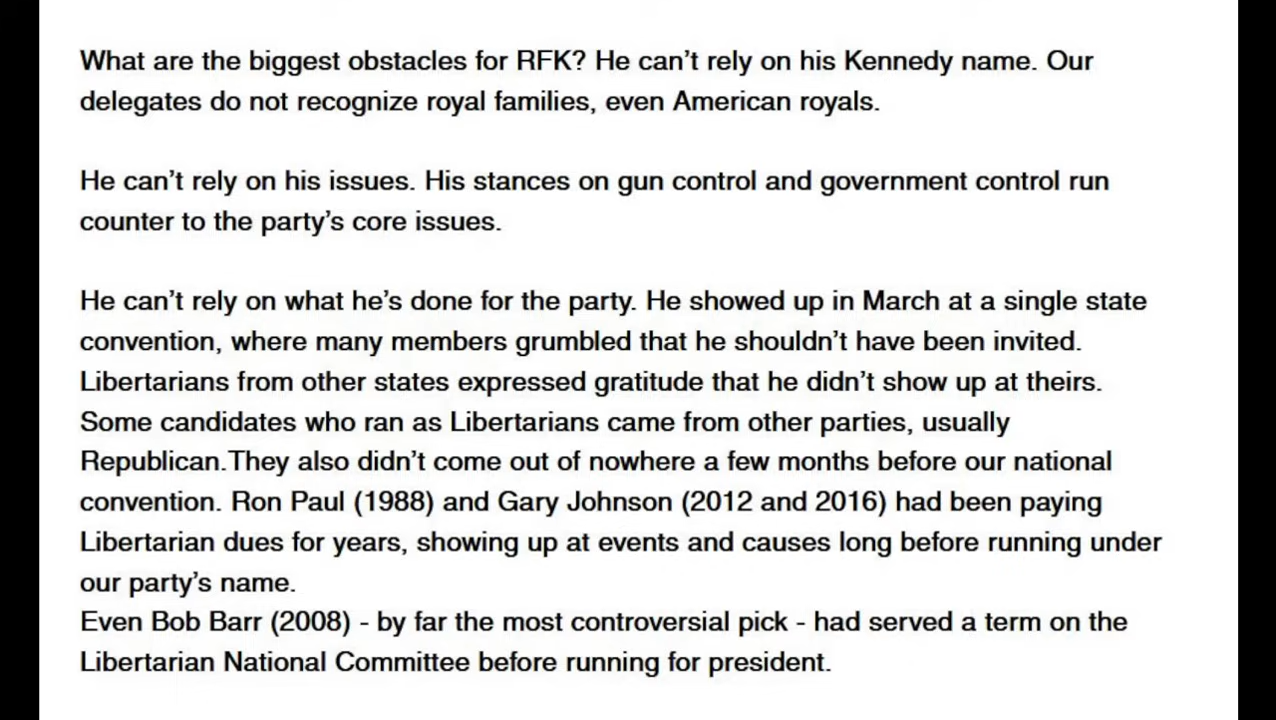 What are the biggest obstacles for RFK? He can’t rely on his Kennedy name. Our
delegates do not recognize royal families, even American royals.
He can’t rely on his issues. His stances on gun control and government control run
counter to the party’s core issues.
He can’t rely on what he’s done for the party. He showed up in March at a single state
convention, where many members grumbled that he shouldn’t have been invited.
Libertarians from other states expressed gratitude that he didn’t show up at theirs.
Some candidates who ran as Libertarians came from other parties, usually
Republican.They also didn’t come out of nowhere a few months before our national
convention. Ron Paul (1988) and Gary Johnson (2012 and 2016) had been paying
Libertarian dues for years, showing up at events and causes long before running under
our party’s name.
Even Bob Barr (2008) - by far the most controversial pick - had served a term on the
Libertarian National Committee before running for president.